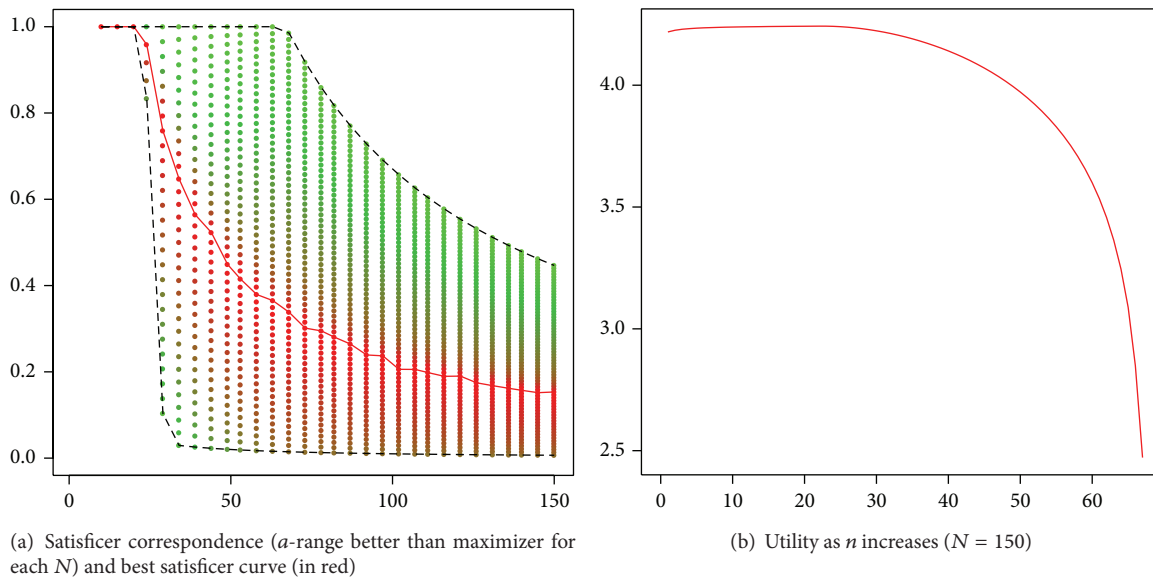 1.0
0.8
0.6
0.4
0.2
0.0
0 50 100 150
(a) Satisficer correspondence (a-range better than maximizer for
each N) and best satisficer curve (in red)
4.0
3.5
3.0
2.5
0 10 20 30 40 50 60
(b) Utility as n increases (N = 150)